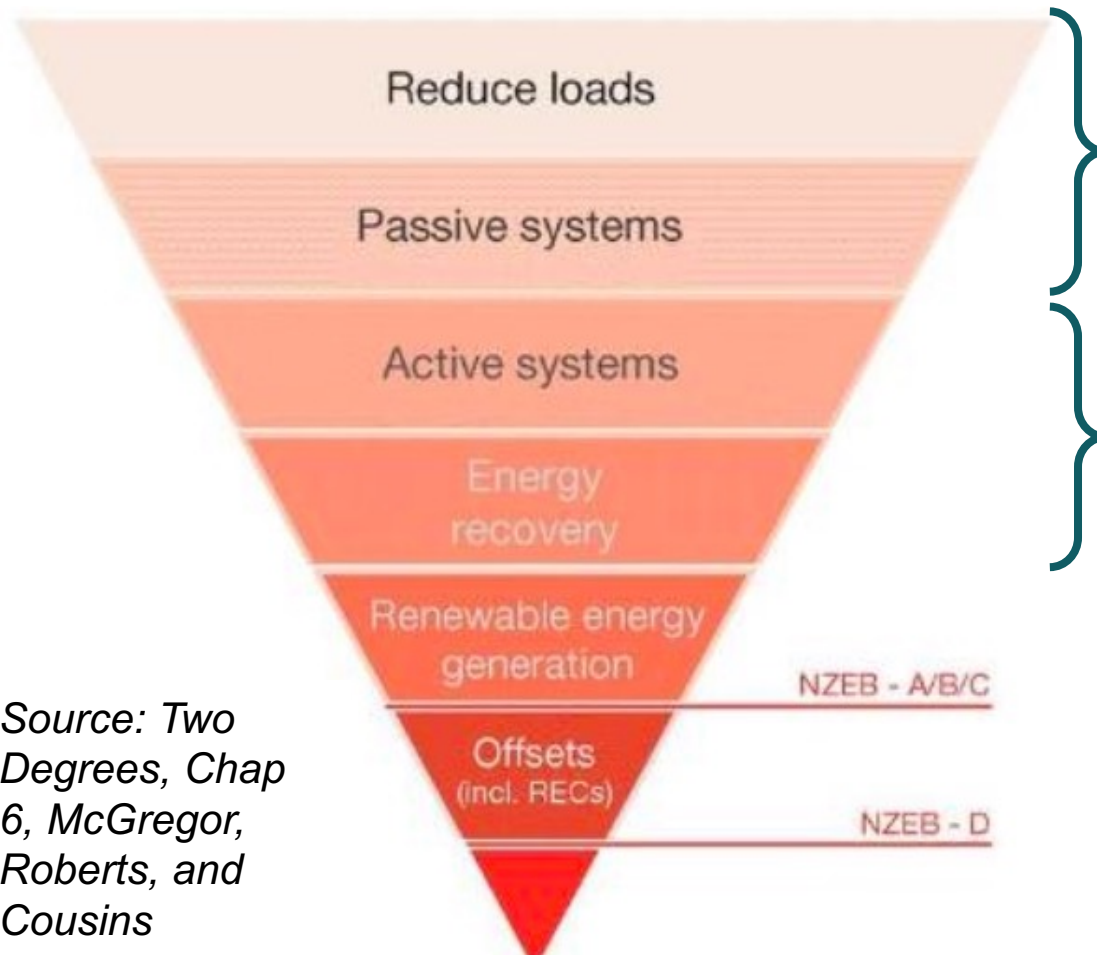 Reduce loads
Passive systems
Active systems
Energy
recovery
Renewable energy
generation
NZEB - A/B/C
Offsets
(incl. RECs)
NZEB - D
Source: Two
Degrees, Chap
6, McGregor,
Roberts, and
Cousins